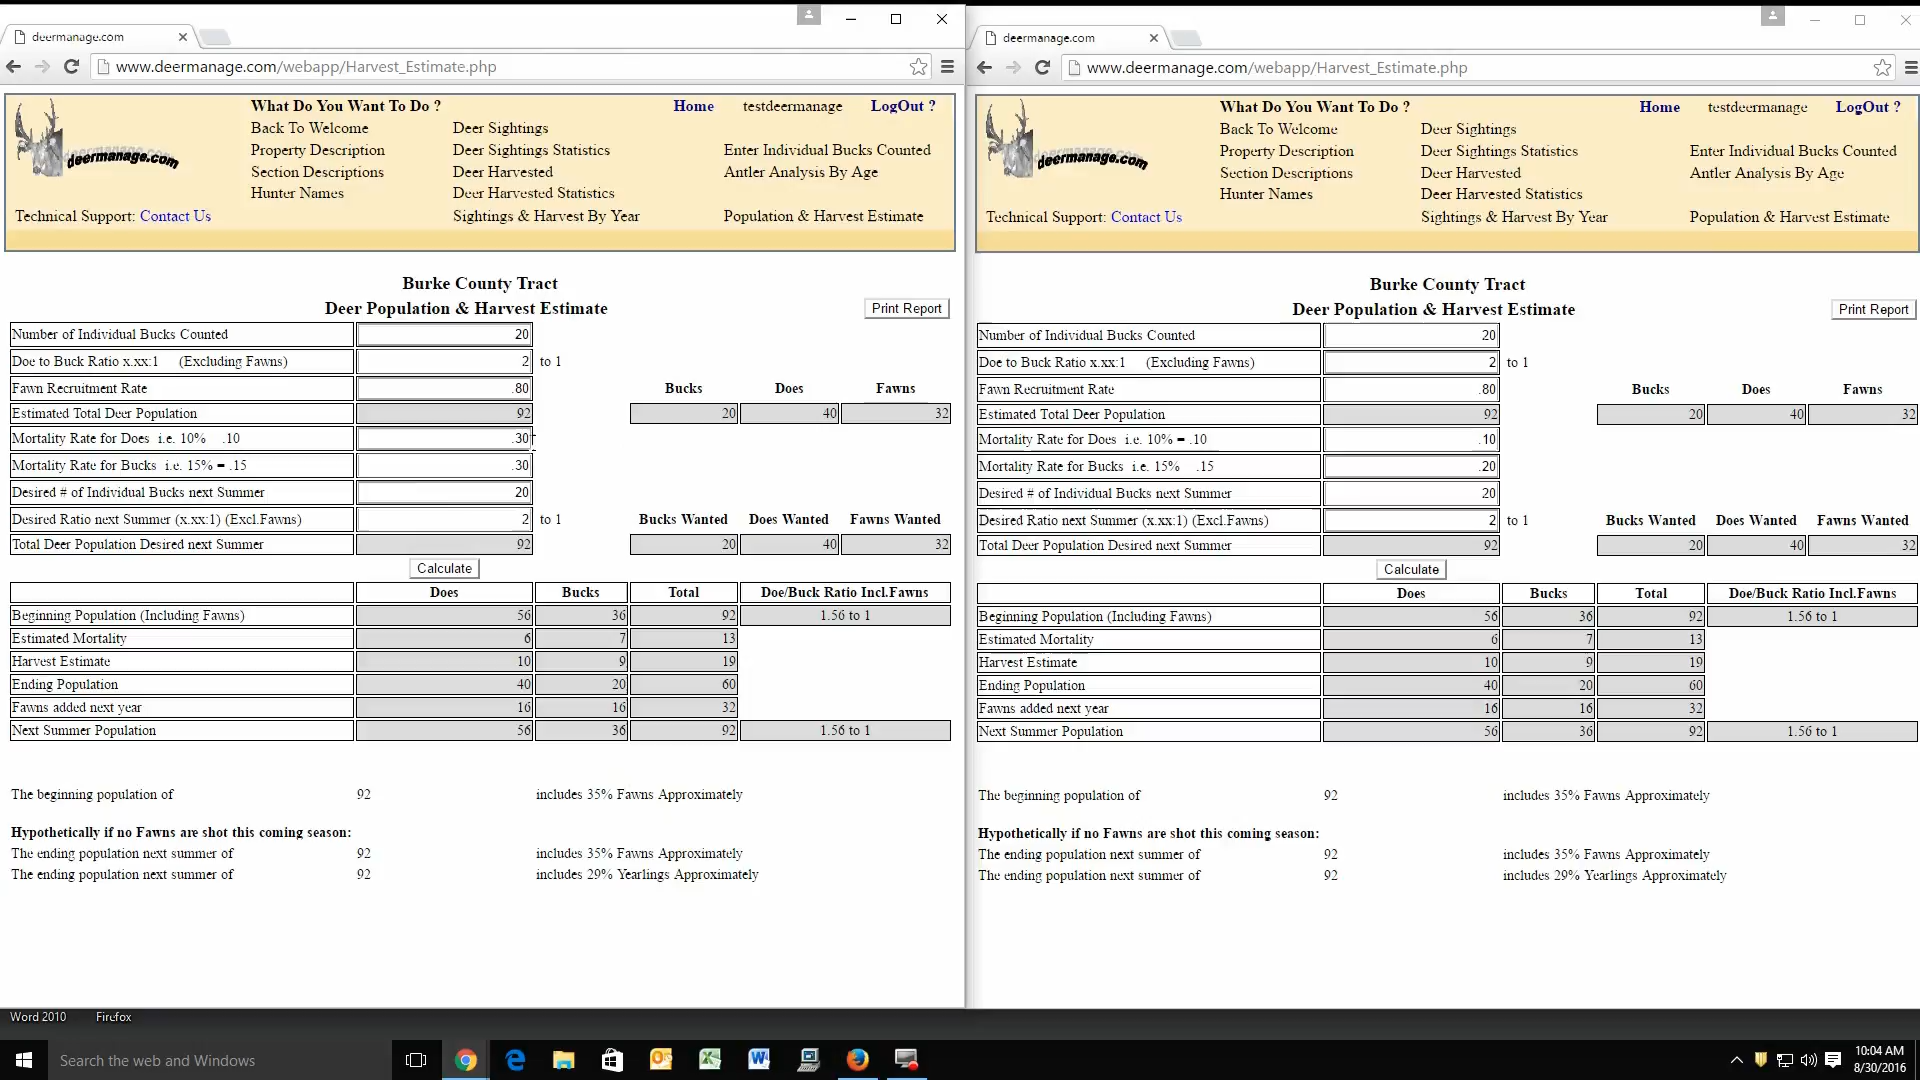 deermanage.com
www.deermanage.com/webapp/Harvest_Estimate.php
What Do You Want To Do ?
Home testdeermanage LogOut ?
Back To Welcome Deer Sightings
Property Description Deer Sightings Statistics Enter Individual Bucks Counted
Section Descriptions Deer Harvested Antler Analysis By Age
Hunter Names Deer Harvested Statistics
Technical Support: Contact Us Sightings & Harvest By Year Population & Harvest Estimate
deermanage.com
Burke County Tract
Deer Population & Harvest Estimate
Print Report
Number of Individual Bucks Counted 20
Doe to Buck Ratio x.xx:1 (Excluding Fawns) 2 to 1
Fawn Recruitment Rate .80 Bucks Does Fawns
Estimated Total Deer Population 92 20 40 32
Mortality Rate for Does i.e. 10% .10 .30
Mortality Rate for Bucks i.e. 15% = .15 .30
Desired # of Individual Bucks next Summer 20
Desired Ratio next Summer (x.xx:1) (Excl.Fawns) 2 to 1 Bucks Wanted Does Wanted Fawns Wanted
Total Deer Population Desired next Summer 92 20 40 32
Calculate
Does Bucks Total Doe/Buck Ratio Incl.Fawns
Beginning Population (Including Fawns) 56 36 92 1.56 to 1
Estimated Mortality 6 7 13
Harvest Estimate 10 9 19
Ending Population 40 20 60
Fawns added next year 16 16 32
Next Summer Population 56 36 92 1.56 to 1
The beginning population of 92 includes 35% Fawns Approximately
Hypothetically if no Fawns are shot this coming season:
The ending population next summer of 92 includes 35% Fawns Approximately
The ending population next summer of 92 includes 29% Yearlings Approximately
deermanage.com
www.deermanage.com/webapp/Harvest_Estimate.php
What Do You Want To Do ?
Home testdeermanage LogOut ?
Back To Welcome Deer Sightings
Property Description Deer Sightings Statistics Enter Individual Bucks Counted
Section Descriptions Deer Harvested Antler Analysis By Age
Hunter Names Deer Harvested Statistics
Technical Support: Contact Us Sightings & Harvest By Year Population & Harvest Estimate
deermanage.com
Burke County Tract
Deer Population & Harvest Estimate
Print Report
Number of Individual Bucks Counted 20
Doe to Buck Ratio x.xx:1 (Excluding Fawns) 2 to 1
Fawn Recruitment Rate .80 Bucks Does Fawns
Estimated Total Deer Population 92 20 40 32
Mortality Rate for Does i.e. 10% = .10 .10
Mortality Rate for Bucks i.e. 15% .15 .20
Desired # of Individual Bucks next Summer 20
Desired Ratio next Summer (x.xx:1) (Excl.Fawns) 2 to 1 Bucks Wanted Does Wanted Fawns Wanted
Total Deer Population Desired next Summer 92 20 40 32
Calculate
Does Bucks Total Doe/Buck Ratio Incl.Fawns
Beginning Population (Including Fawns) 56 36 92 1.56 to 1
Estimated Mortality 6 7 13
Harvest Estimate 10 9 19
Ending Population 40 20 60
Fawns added next year 16 16 32
Next Summer Population 56 36 92 1.56 to 1
The beginning population of 92 includes 35% Fawns Approximately
Hypothetically if no Fawns are shot this coming season:
The ending population next summer of 92 includes 35% Fawns Approximately
The ending population next summer of 92 includes 29% Yearlings Approximately
Word 2010 Firefox
Search the web and Windows
10:04 AM
8/30/2016